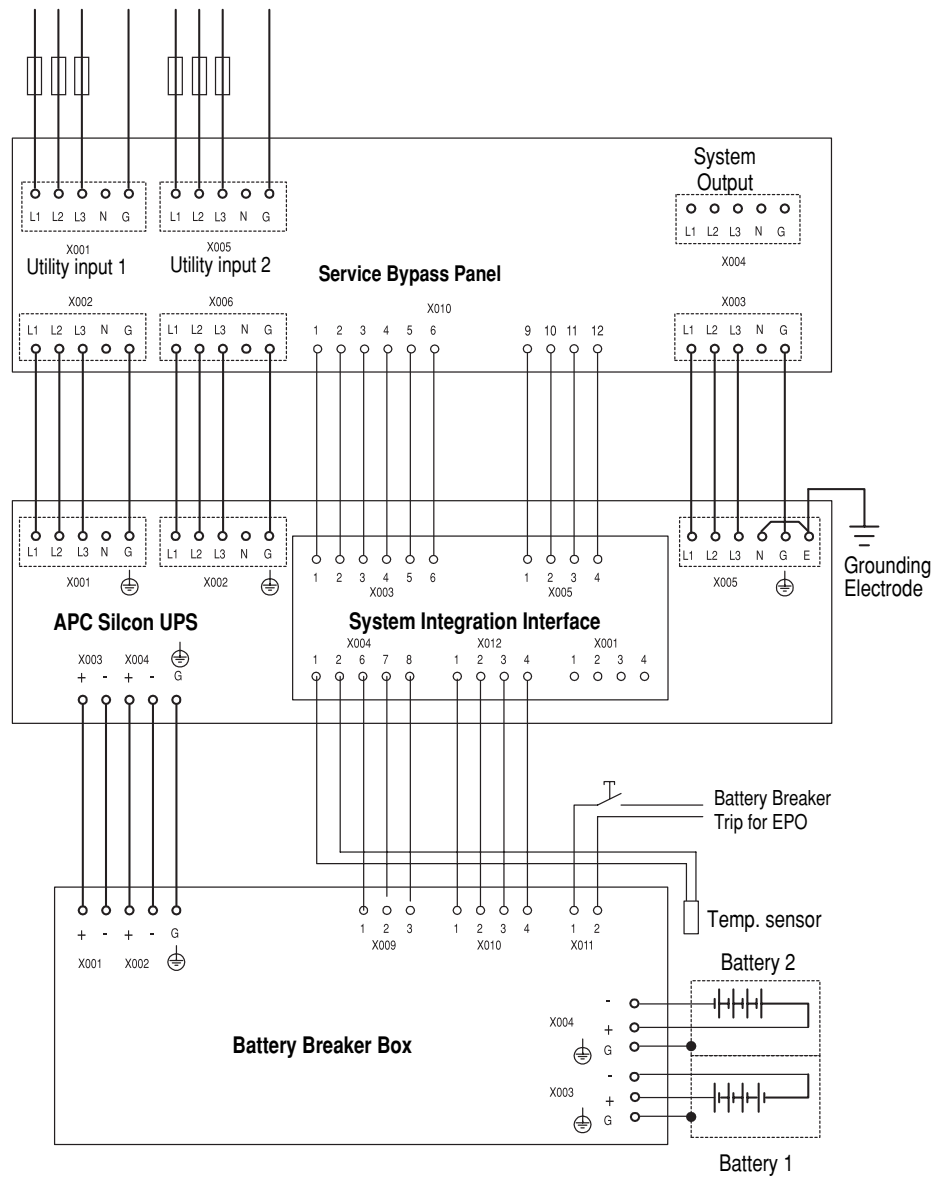 System
Output
L1 L2 L3 N G
L1 L2 L3 N G
L1 L2 L3 N G
X001
X005
X004
Utility input 1
Utility input 2
Service Bypass Panel
X002
X006
X010
X003
L1 L2 L3 N G
L1 L2 L3 N G
1 2 3 4 5 6
9 10 11 12
L1 L2 L3 N G
L1 L2 L3 N G
L1 L2 L3 N G
L1 L2 L3 N G E
Grounding
Electrode
X001
X002
1 2 3 4 5 6
1 2 3 4
X005
X003
X005
APC Silcon UPS
System Integration Interface
X004
X012
X001
X003
X004
1 2 6 7 8
1 2 3 4
1 2 3 4
+ - + - G
Battery Breaker
Trip for EPO
Temp. sensor
+ - + - G
1 2 3
1 2 3 4
1 2
X009
X010
X011
X001
X002
Battery 2
-
X004
+
G
Battery Breaker Box
-
X003
+
G
Battery 1